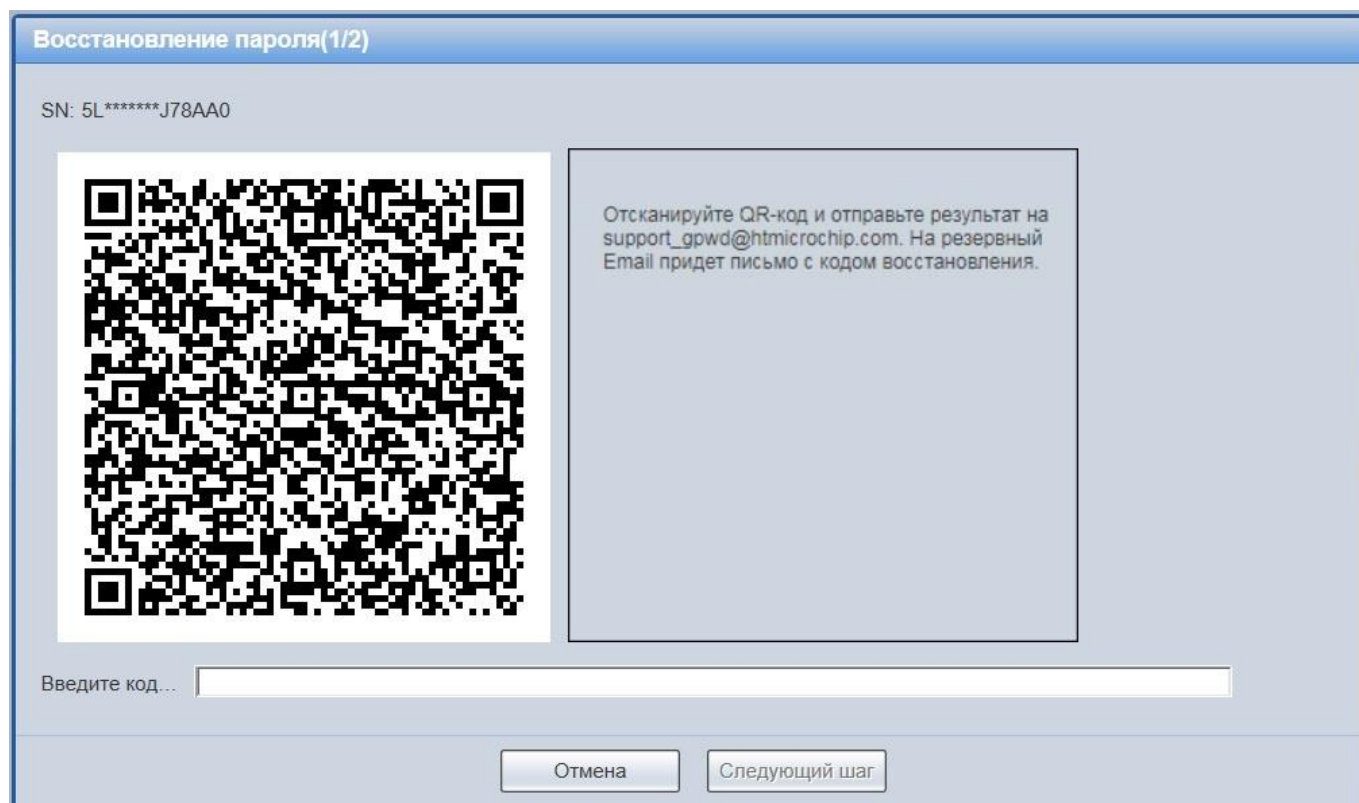 Восстановление пароля(1/2)
SN: 5L*******J78AA0
Отсканируйте QR-код и отправьте результат на
support_gpwd@htmicrochip.com. На резервный
Email придет письмо с кодом восстановления.
Введите код...
Отмена
Следующий шаг